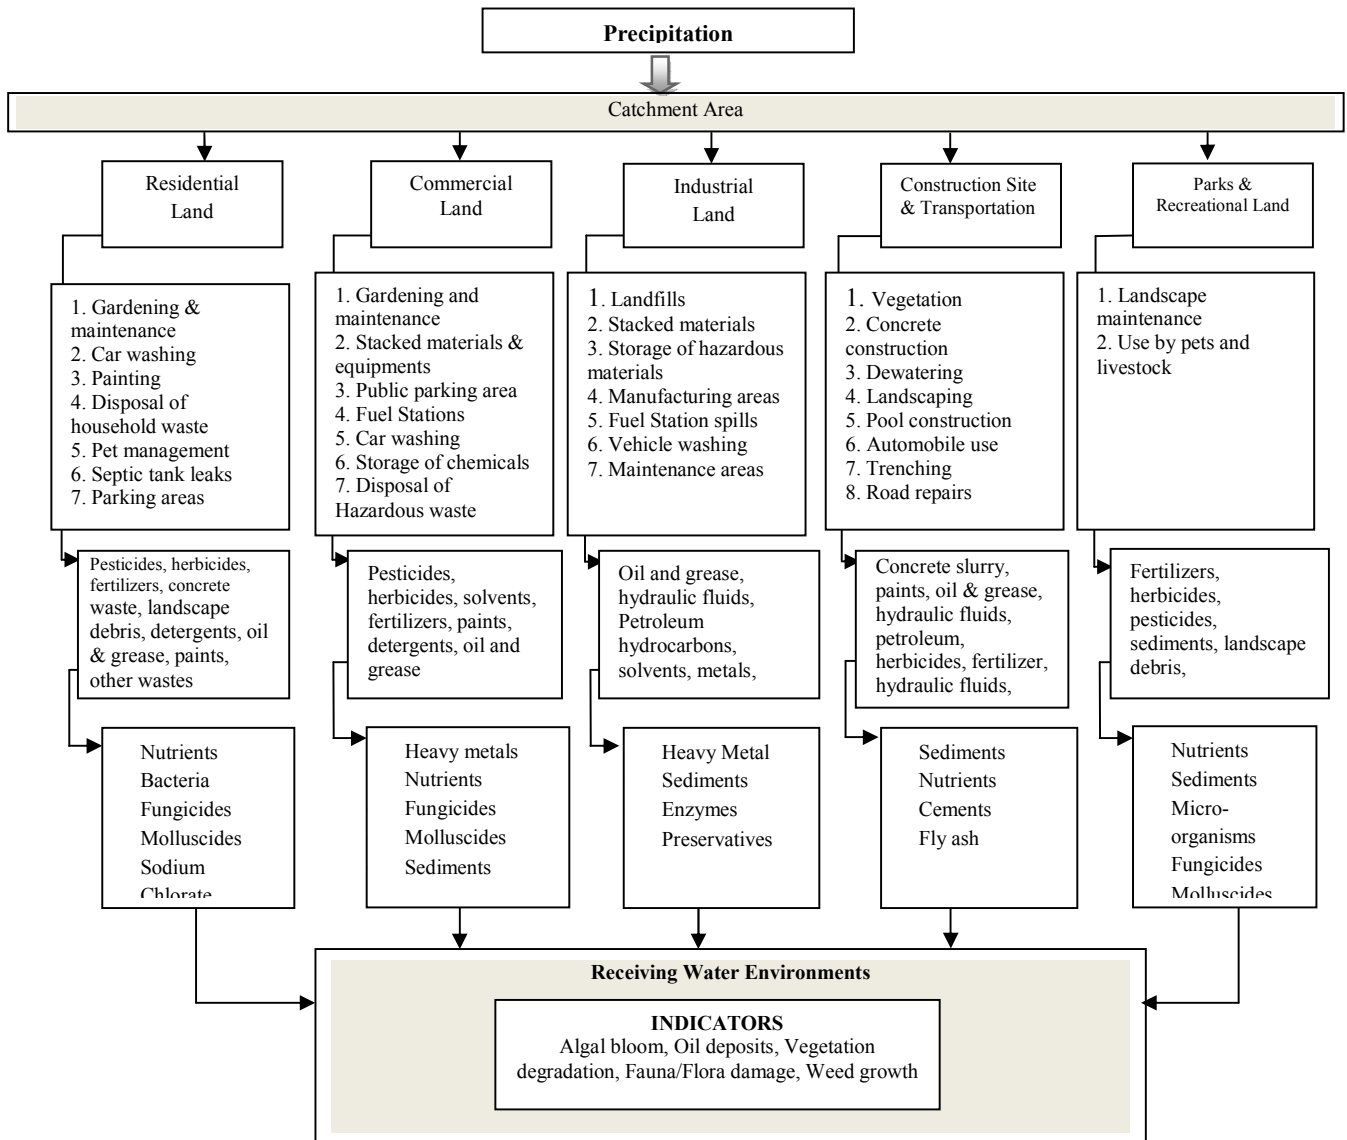 Precipitation
Catchment Area
Residential
Land
Commercial
Land
Industrial
Land
Construction Site
& Transportation
Parks &
Recreational Land
1. Gardening &
maintenance
2. Car washing
3. Painting
4. Disposal of
household waste
5. Pet management
6. Septic tank leaks
7. Parking areas
1. Gardening and
maintenance
2. Stacked materials &
equipments
3. Public parking area
4. Fuel Stations
5. Car washing
6. Storage of chemicals
7. Disposal of
Hazardous waste
1. Landfills
2. Stacked materials
3. Storage of hazardous
materials
4. Manufacturing areas
5. Fuel Station spills
6. Vehicle washing
7. Maintenance areas
1. Vegetation
2. Concrete
construction
3. Dewatering
4. Landscaping
5. Pool construction
6. Automobile use
7. Trenching
8. Road repairs
1. Landscape
maintenance
2. Use by pets and
livestock
Pesticides, herbicides,
fertilizers, concrete
waste, landscape
debris, detergents, oil
& grease, paints,
other wastes
Pesticides,
herbicides, solvents,
fertilizers, paints,
detergents, oil and
grease
Oil and grease,
hydraulic fluids,
Petroleum
hydrocarbons,
solvents, metals,
Concrete slurry,
paints, oil & grease,
hydraulic fluids,
petroleum,
herbicides, fertilizer,
hydraulic fluids,
Fertilizers,
herbicides,
pesticides,
sediments, landscape
debris,
Nutrients
Bacteria
Fungicides
Molluscides
Sodium
Chlorate
Heavy metals
Nutrients
Fungicides
Molluscides
Sediments
Heavy Metal
Sediments
Enzymes
Preservatives
Sediments
Nutrients
Cements
Fly ash
Nutrients
Sediments
Micro-
organisms
Fungicides
Molluscides
Receiving Water Environments
INDICATORS
Algal bloom, Oil deposits, Vegetation
degradation, Fauna/Flora damage, Weed growth